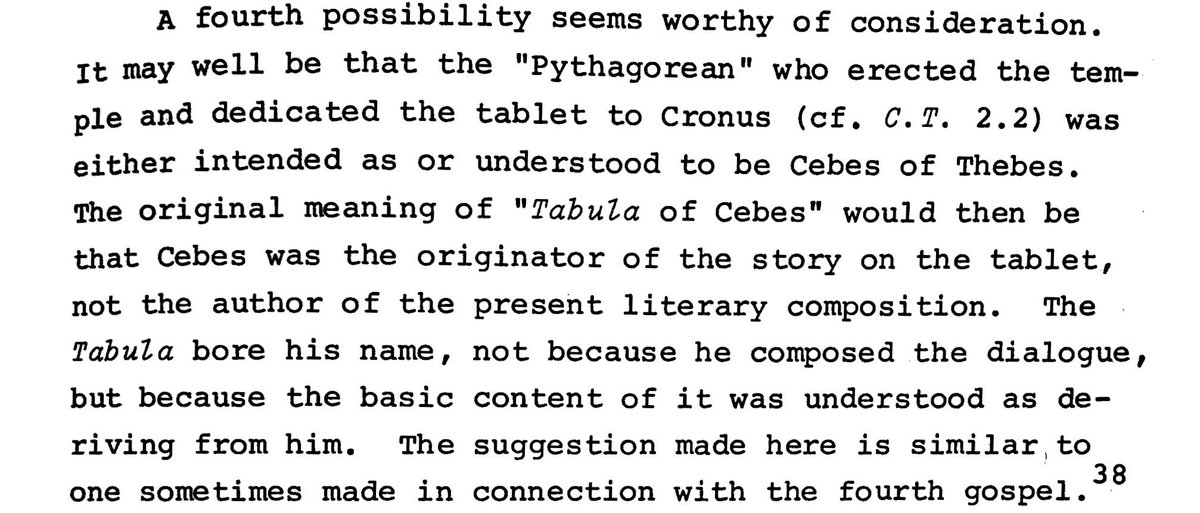 A fourth possibility seems worthy of consideration.
It may well be that the "Pythagorean" who erected the tem-
ple and dedicated the tablet to Cronus (cf. C.T. 2.2) was
either intended as or understood to be Cebes of Thebes.
The original meaning of "Tabula of Cebes" would then be
that Cebes was the originator of the story on the tablet,
not the author of the present literary composition. The
Tabula bore his name, not because he composed the dialogue,
but because the basic content of it was understood as de-
riving from him. The suggestion made here is similar to
one sometimes made in connection with the fourth gospel.38